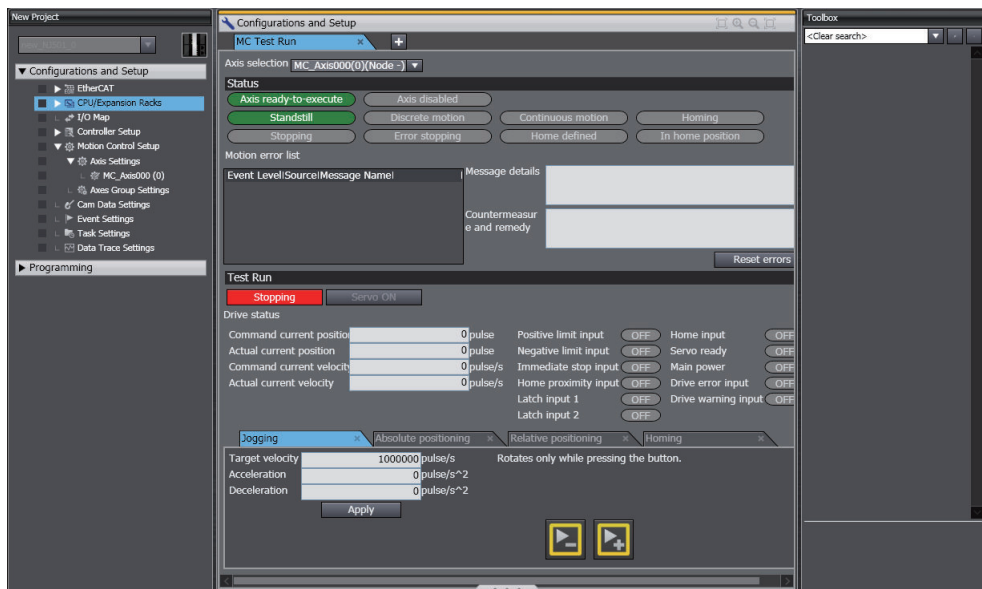 New Project
Configurations and Setup
EtherCAT
CPU/Expansion Racks
I/O Map
Controller Setup
Motion Control Setup
Axis Settings
MC_Axis000 (0)
Axes Group Settings
Cam Data Settings
Event Settings
Task Settings
Data Trace Settings
Programming
Configurations and Setup
MC Test Run
Axis selection MC_Axis000(0)(Node -)
Status
Axis ready-to-execute Axis disabled
Standstill Discrete motion Continuous motion Homing
Stopping Error stopping Home defined In home position
Motion error list
Event Level|Source|Message Name|
Message details
Countermeasur
e and remedy
Reset errors
Test Run
Stopping Servo ON
Drive status
Command current positio 0 pulse Positive limit input OFF Home input OFF
Actual current position 0 pulse Negative limit input OFF Servo ready OFF
Command current velocit 0 pulse/s Immediate stop input OFF Main power OFF
Actual current velocity 0 pulse/s Home proximity input OFF Drive error input OFF
Latch input 1 OFF Drive warning input OFF
Latch input 2 OFF
Jogging Absolute positioning Relative positioning Homing
Target velocity 1000000 pulse/s Rotates only while pressing the button.
Acceleration 0 pulse/s^2
Deceleration 0 pulse/s^2
Apply
Toolbox
<Clear search>